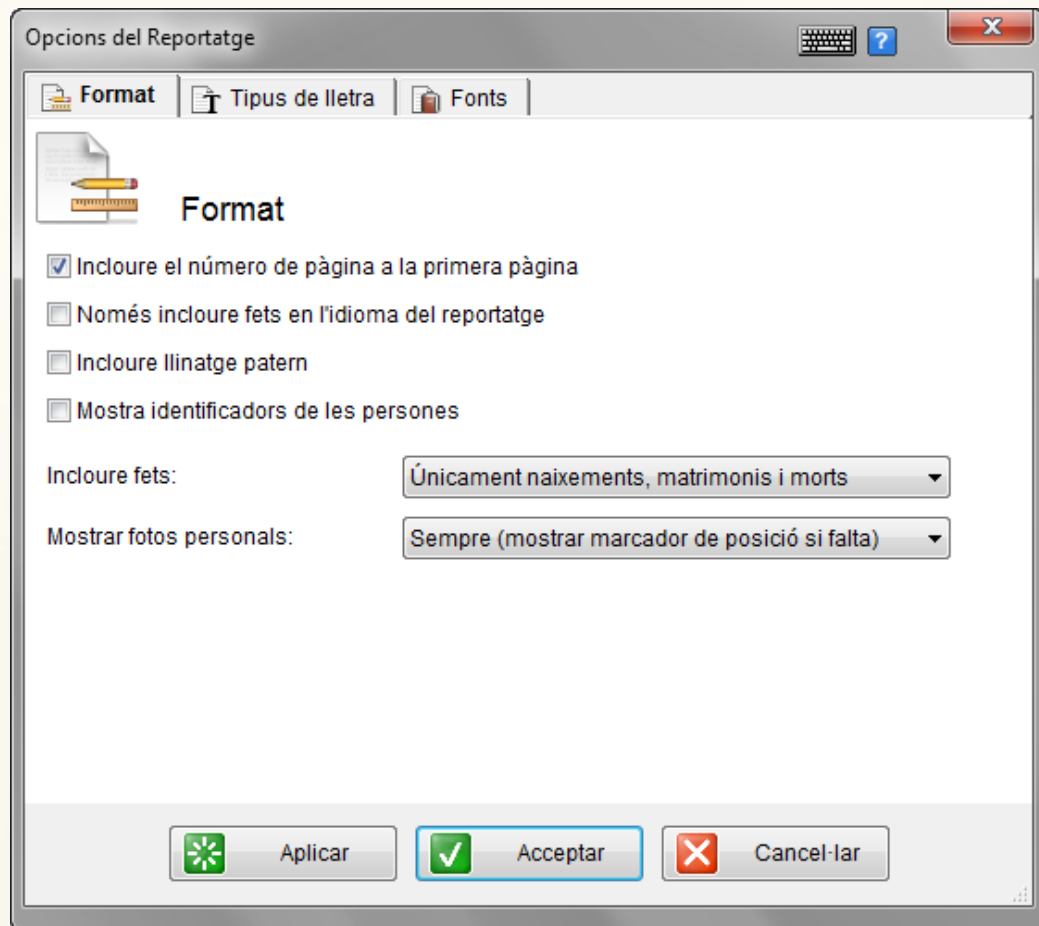 Opcions del Reportatge
Format Tipus de lletra Fonts
Format
Incloure el número de pàgina a la primera pàgina
Només incloure fets en l'idioma del reportatge
Incloure llinatge patern
Mostra identificadors de les persones
Incloure fets: Únicament naixements, matrimonis i morts
Mostrar fotos personals: Sempre (mostrar marcador de posició si falta)
Aplicar Acceptar Cancel·lar